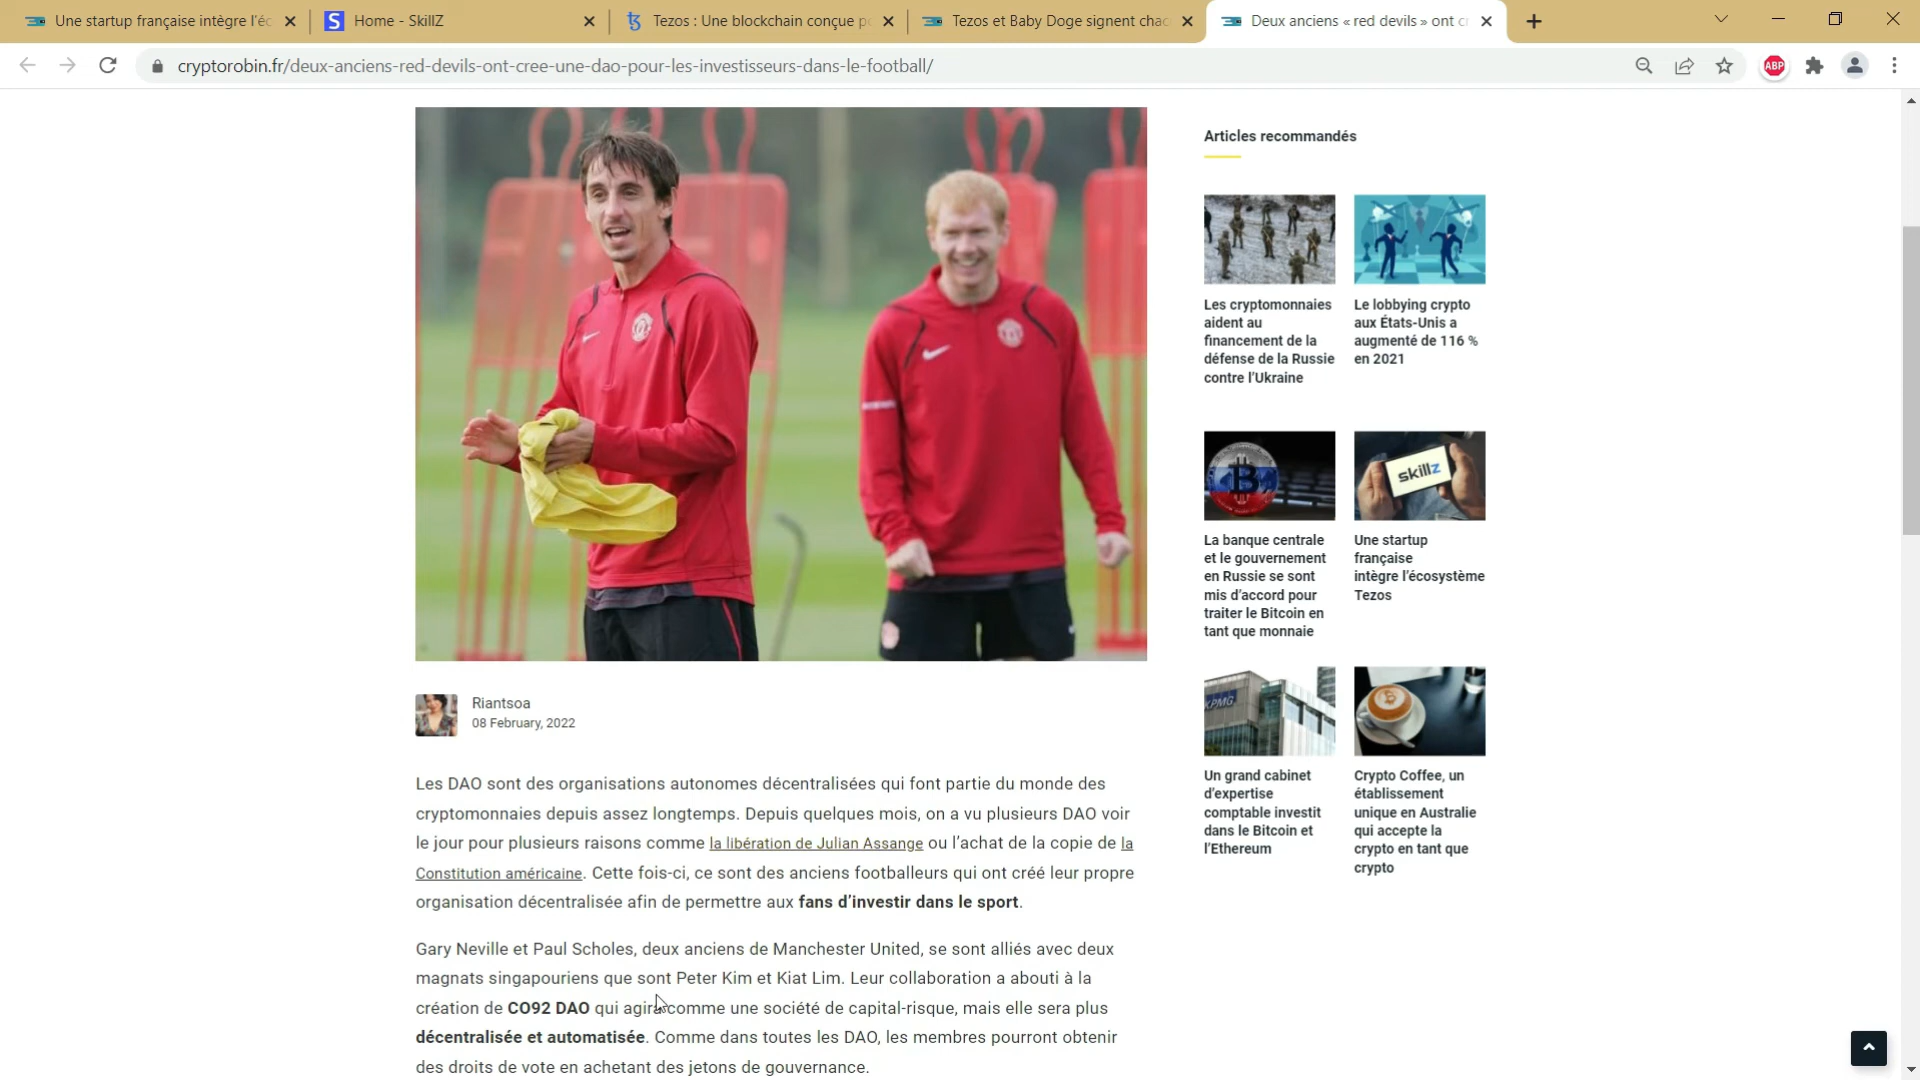 Une startup française intègre l'éc
Home - SkillZ
Tezos : Une blockchain conçue p
Tezos et Baby Doge signent chac
Deux anciens « red devils » ont c
cryptorobin.fr/deux-anciens-red-devils-ont-cree-une-dao-pour-les-investisseurs-dans-le-football/
ABP
Articles recommandés
Les cryptomonnaies
aident au
financement de la
défense de la Russie
contre l'Ukraine
Le lobbying crypto
aux États-Unis a
augmenté de 116 %
en 2021
skillz
La banque centrale
et le gouvernement
en Russie se sont
mis d'accord pour
traiter le Bitcoin en
tant que monnaie
Une startup
française
intègre l'écosystème
Tezos
KPMG
Un grand cabinet
d'expertise
comptable investit
dans le Bitcoin et
l'Ethereum
Crypto Coffee, un
établissement
unique en Australie
qui accepte la
crypto en tant que
crypto
Riantsoa
08 February, 2022
Les DAO sont des organisations autonomes décentralisées qui font partie du monde des
cryptomonnaies depuis assez longtemps. Depuis quelques mois, on a vu plusieurs DAO voir
le jour pour plusieurs raisons comme la libération de Julian Assange ou l'achat de la copie de la
Constitution américaine. Cette fois-ci, ce sont des anciens footballeurs qui ont créé leur propre
organisation décentralisée afin de permettre aux fans d'investir dans le sport.
Gary Neville et Paul Scholes, deux anciens de Manchester United, se sont alliés avec deux
magnats singapouriens que sont Peter Kim et Kiat Lim. Leur collaboration a abouti à la
création de CO92 DAO qui agira comme une société de capital-risque, mais elle sera plus
décentralisée et automatisée. Comme dans toutes les DAO, les membres pourront obtenir
des droits de vote en achetant des jetons de gouvernance.